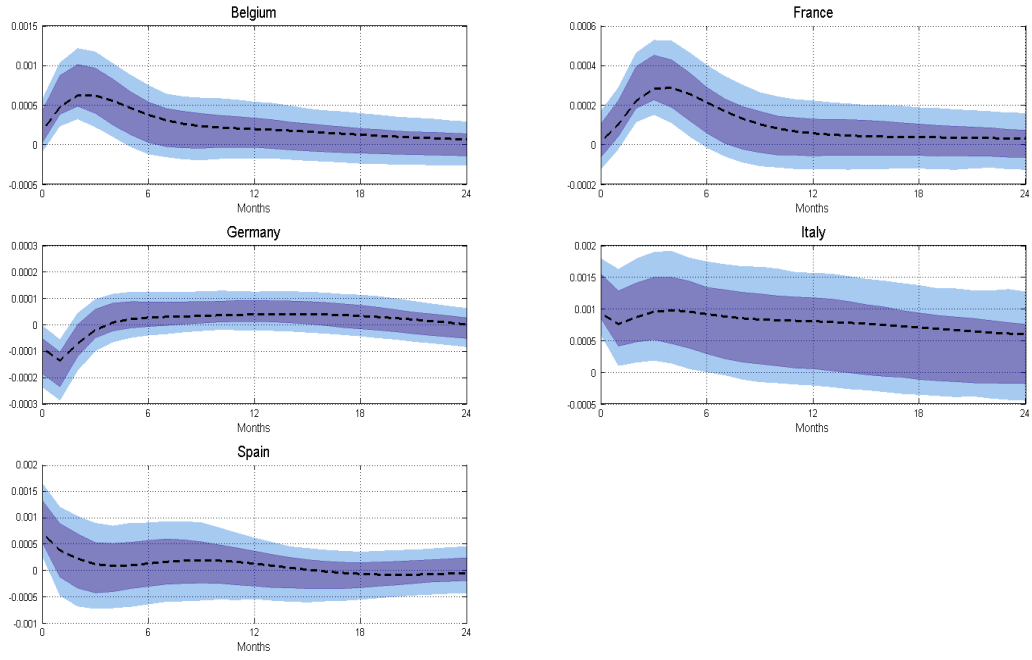 Belgium
0.0015
0.001
0.0005
0
-0.0005
0 6 12 18 24
Months
France
0.0006
0.0004
0.0002
0
-0.0002
0 6 12 18 24
Months
Germany
0.0003
0.0002
0.0001
0
-0.0001
-0.0002
-0.0003
0 6 12 18 24
Months
Italy
0.002
0.0015
0.001
0.0005
0
-0.0005
0 6 12 18 24
Months
Spain
0.002
0.0015
0.001
0.0005
0
-0.0005
-0.001
0 6 12 18 24
Months